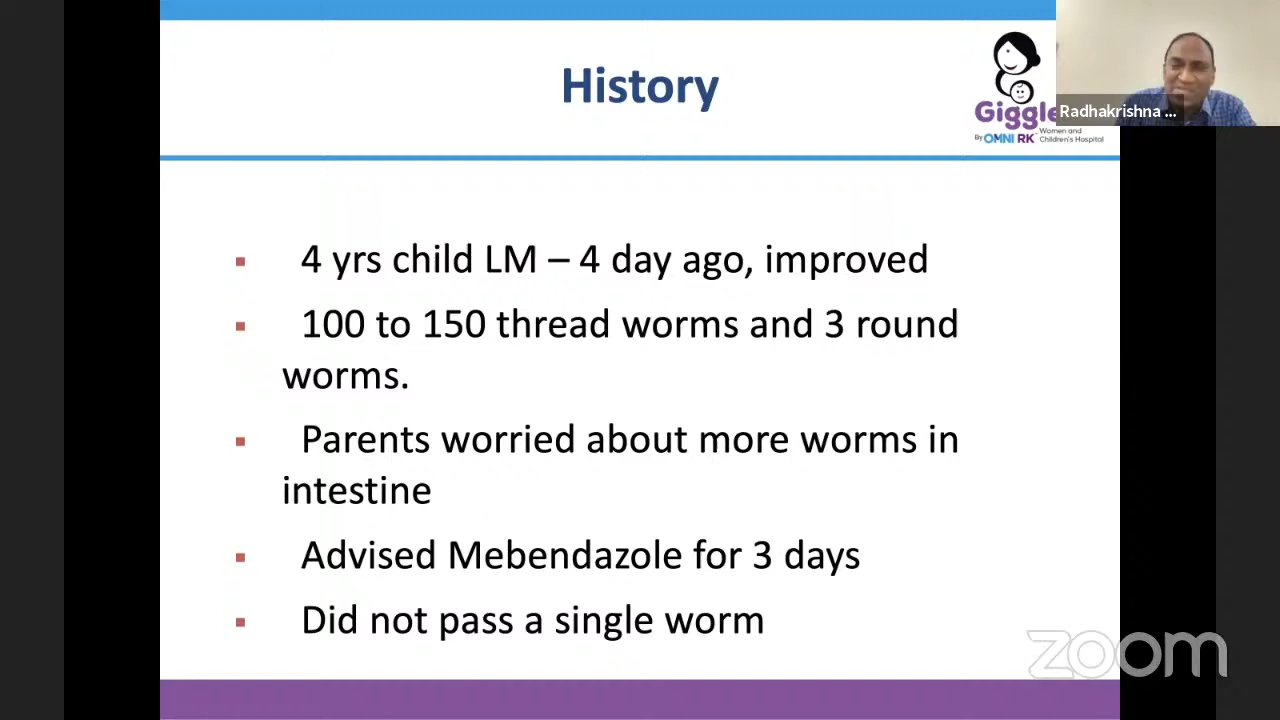 History
Giggle
By OMNI RK Women and
Children's Hospital
Radhakrishna ...
▪ 4 yrs child LM – 4 day ago, improved
▪ 100 to 150 thread worms and 3 round
worms.
▪ Parents worried about more worms in
intestine
▪ Advised Mebendazole for 3 days
▪ Did not pass a single worm
zoom